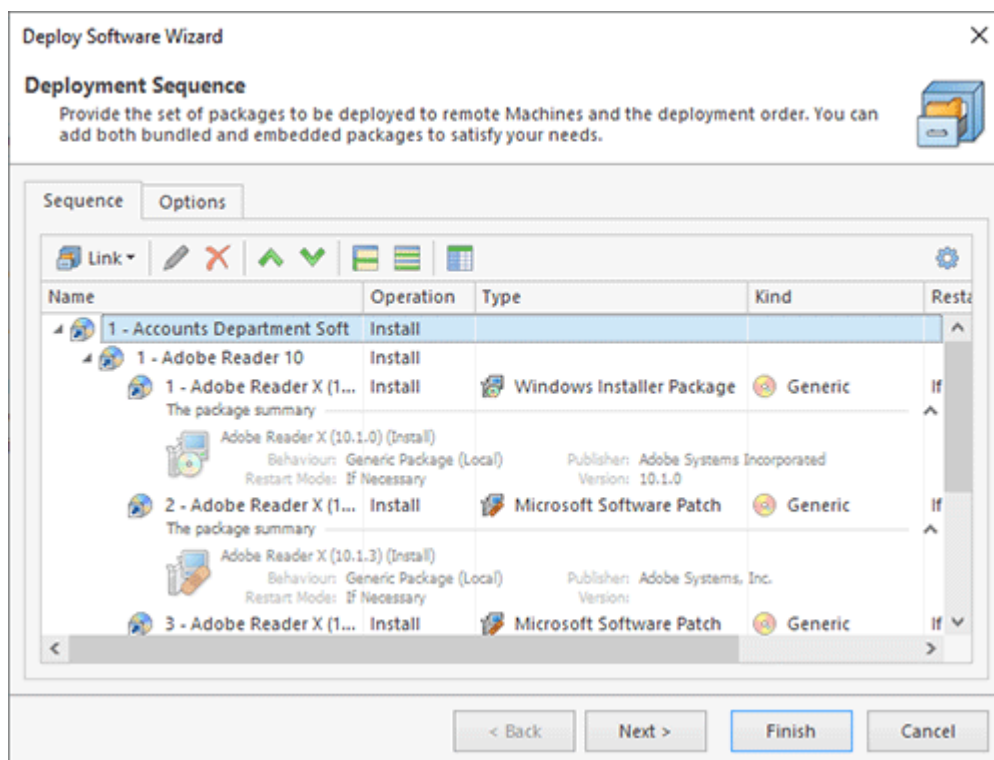 Deploy Software Wizard
Deployment Sequence
Provide the set of packages to be deployed to remote Machines and the deployment order. You can
add both bundled and embedded packages to satisfy your needs.
Sequence Options
Link
Name Operation Type Kind Resta
1 - Accounts Department Soft Install
1 - Adobe Reader 10 Install
1 - Adobe Reader X (1... Install Windows Installer Package Generic If
The package summary
Adobe Reader X (10.1.0) (Install)
Behaviour: Generic Package (Local) Publisher: Adobe Systems Incorporated
Restart Mode: If Necessary Version: 10.1.0
2 - Adobe Reader X (1... Install Microsoft Software Patch Generic If
The package summary
Adobe Reader X (10.1.3) (Install)
Behaviour: Generic Package (Local) Publisher: Adobe Systems, Inc.
Restart Mode: If Necessary Version:
3 - Adobe Reader X (1... Install Microsoft Software Patch Generic If
< Back Next > Finish Cancel